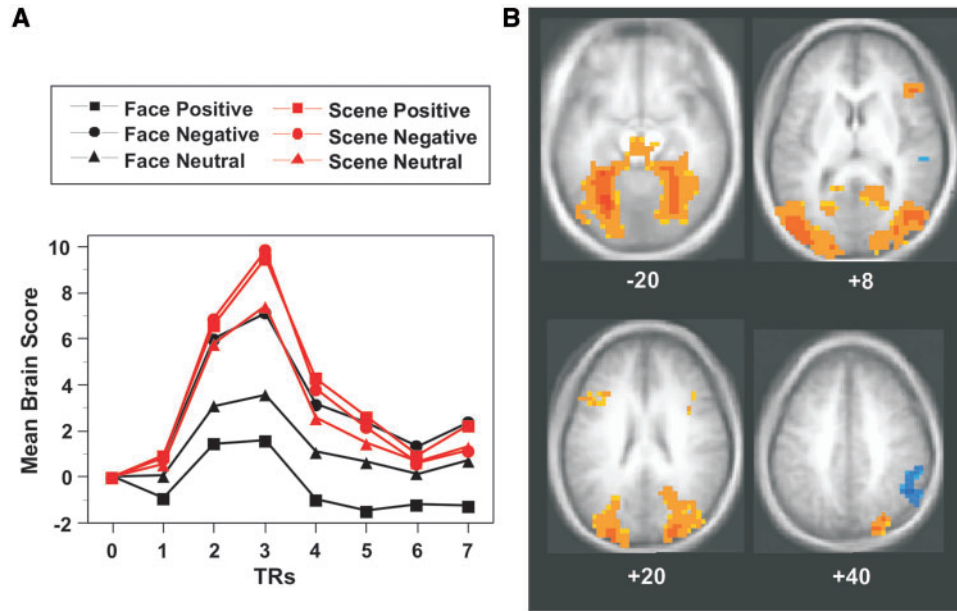 A
B
Face Positive
Scene Positive
Face Negative
Scene Negative
Face Neutral
Scene Neutral
10
8
6
4
2
0
-2
Mean Brain Score
0 1 2 3 4 5 6 7
TRs
-20
+8
+20
+40